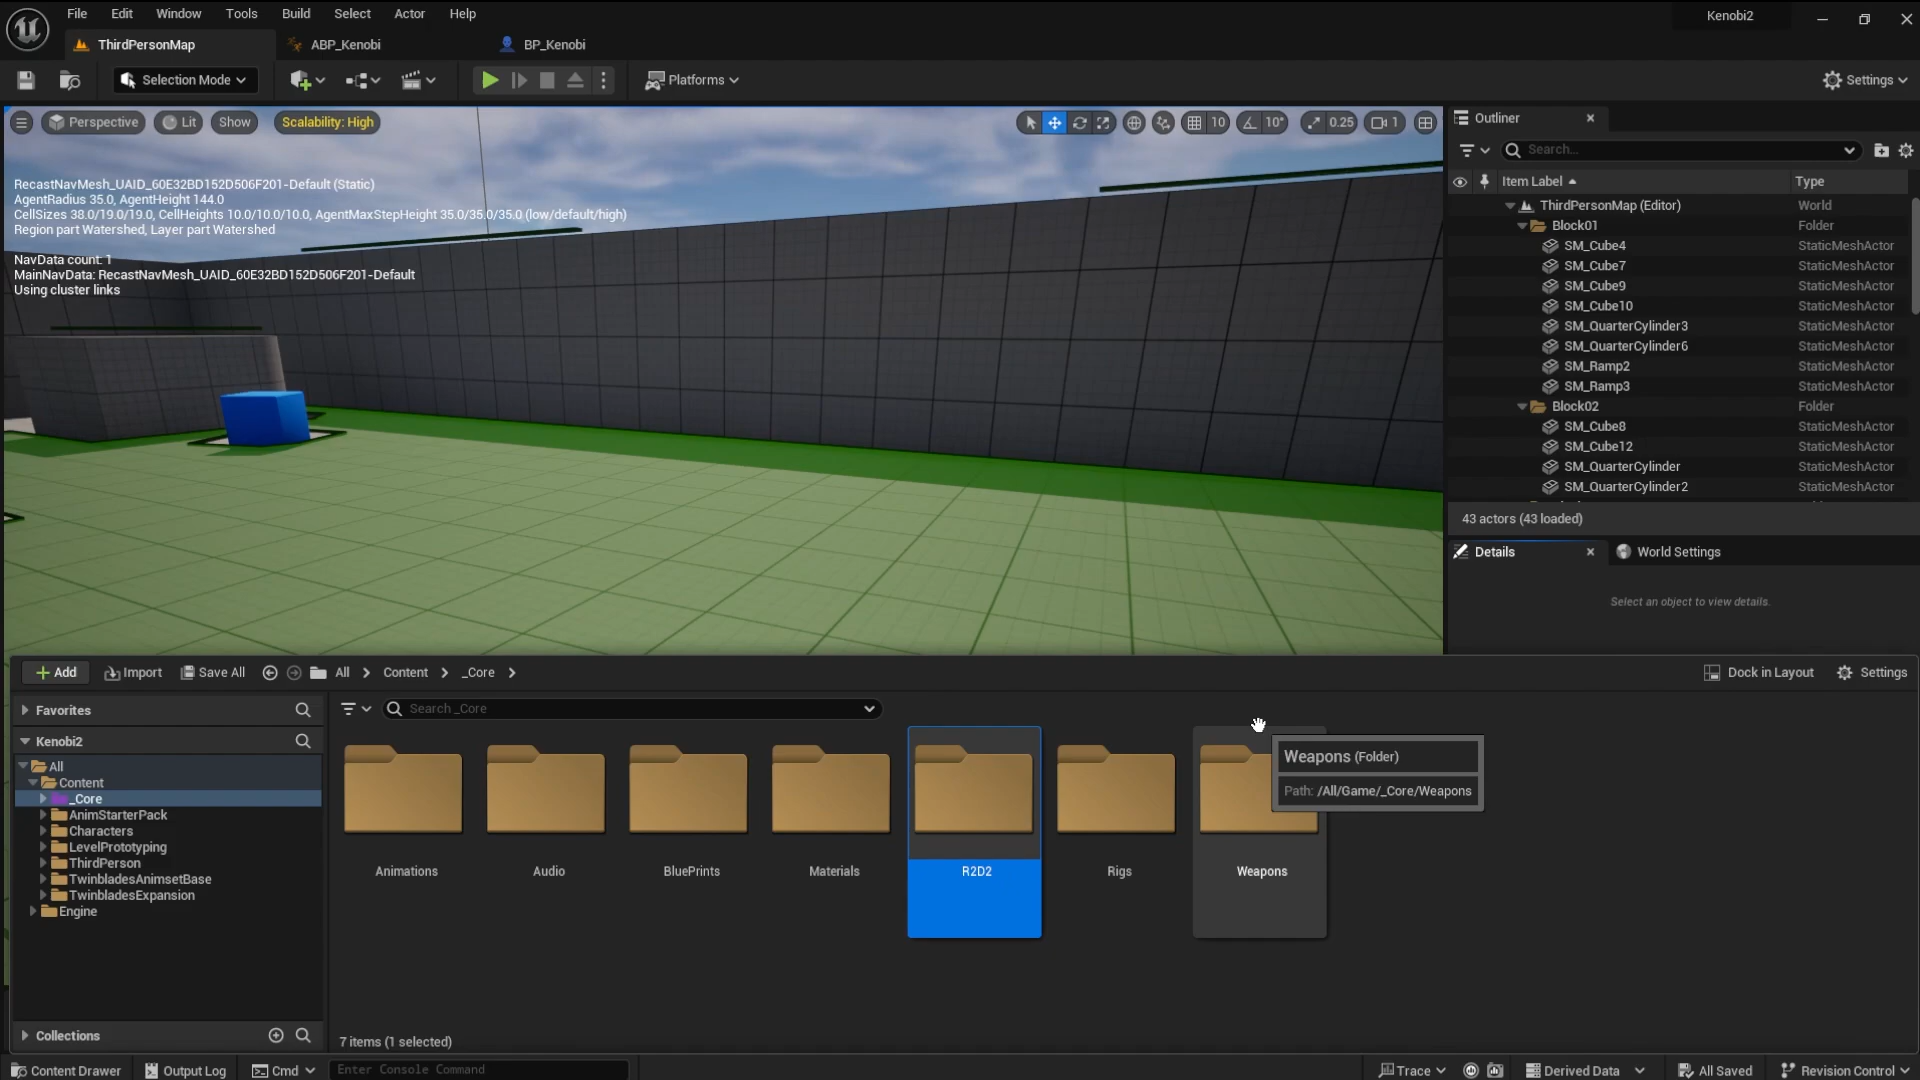 File Edit Window Tools Build Select Actor Help
Kenobi2
ThirdPersonMap
ABP_Kenobi
BP_Kenobi
Selection Mode
Platforms
Settings
Perspective
Lit
Show
Scalability: High
10
10°
0.25
1
RecastNavMesh_UAID_60E32BD152D506F201-Default (Static)
AgentRadius 35.0, AgentHeight 144.0
CellSizes 38.0/19.0/19.0, CellHeights 10.0/10.0/10.0, AgentMaxStepHeight 35.0/35.0/35.0 (low/default/high)
Region part Watershed, Layer part Watershed
NavData count: 1
MainNavData: RecastNavMesh_UAID_60E32BD152D506F201-Default
Using cluster links
Outliner
Search...
Item Label
Type
ThirdPersonMap (Editor) World
Block01 Folder
SM_Cube4 StaticMeshActor
SM_Cube7 StaticMeshActor
SM_Cube9 StaticMeshActor
SM_Cube10 StaticMeshActor
SM_QuarterCylinder3 StaticMeshActor
SM_QuarterCylinder6 StaticMeshActor
SM_Ramp2 StaticMeshActor
SM_Ramp3 StaticMeshActor
Block02 Folder
SM_Cube8 StaticMeshActor
SM_Cube12 StaticMeshActor
SM_QuarterCylinder StaticMeshActor
SM_QuarterCylinder2 StaticMeshActor
43 actors (43 loaded)
Details
World Settings
Select an object to view details.
Add
Import
Save All
All
Content
_Core
Dock in Layout
Settings
Favorites
Kenobi2
All
Content
_Core
AnimStarterPack
Characters
LevelPrototyping
ThirdPerson
TwinbladesAnimsetBase
TwinbladesExpansion
Engine
Collections
Search _Core
Animations
Audio
BluePrints
Materials
R2D2
Rigs
Weapons
Weapons (Folder)
Path: /All/Game/_Core/Weapons
7 items (1 selected)
Content Drawer
Output Log
Cmd
Enter Console Command
Trace
Derived Data
All Saved
Revision Control